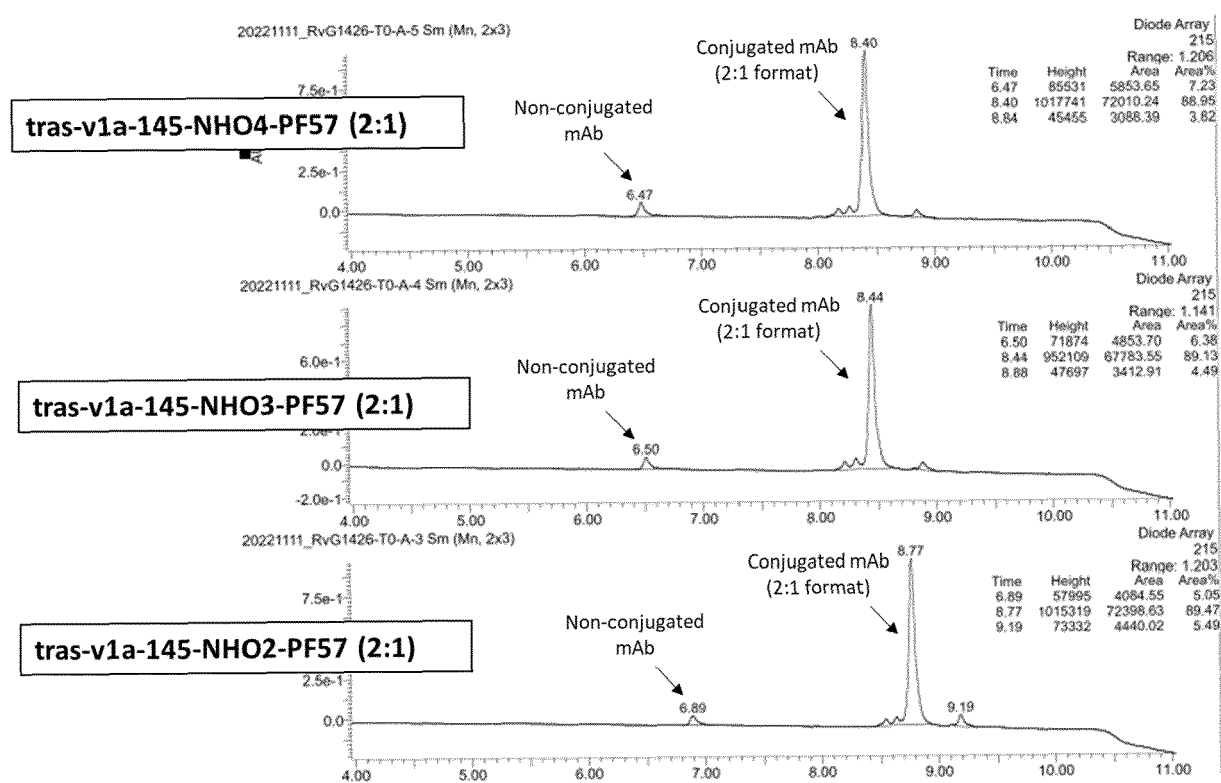 20221111_RvG1426-T0-A-5 Sm (Mn, 2x3)
Diode Array
215
Range: 1.206
Time Height Area Area%
6.47 85531 5853.65 7.23
8.40 1017741 72010.24 88.95
8.84 45455 3088.39 3.82
Conjugated mAb
(2:1 format)
8.40
Non-conjugated
mAb
6.47
7.5e-1
tras-v1a-145-NHO4-PF57 (2:1)
2.5e-1
0.0
4.00 5.00 6.00 7.00 8.00 9.00 10.00 11.00
20221111_RvG1426-T0-A-4 Sm (Mn, 2x3)
Diode Array
215
Range: 1.141
Time Height Area Area%
6.50 71874 4853.70 6.38
8.44 952109 67783.55 89.13
8.88 47697 3412.91 4.49
Conjugated mAb
(2:1 format)
8.44
Non-conjugated
mAb
6.50
6.0e-1
tras-v1a-145-NHO3-PF57 (2:1)
2.0e-1
0.0
-2.0e-1
4.00 5.00 6.00 7.00 8.00 9.00 10.00 11.00
20221111_RvG1426-T0-A-3 Sm (Mn, 2x3)
Diode Array
215
Range: 1.203
Time Height Area Area%
6.89 57995 4084.55 5.05
8.77 1015319 72398.63 89.47
9.19 73332 4440.02 5.49
Conjugated mAb
(2:1 format)
8.77
Non-conjugated
mAb
6.89
9.19
7.5e-1
tras-v1a-145-NHO2-PF57 (2:1)
2.5e-1
0.0
4.00 5.00 6.00 7.00 8.00 9.00 10.00 11.00